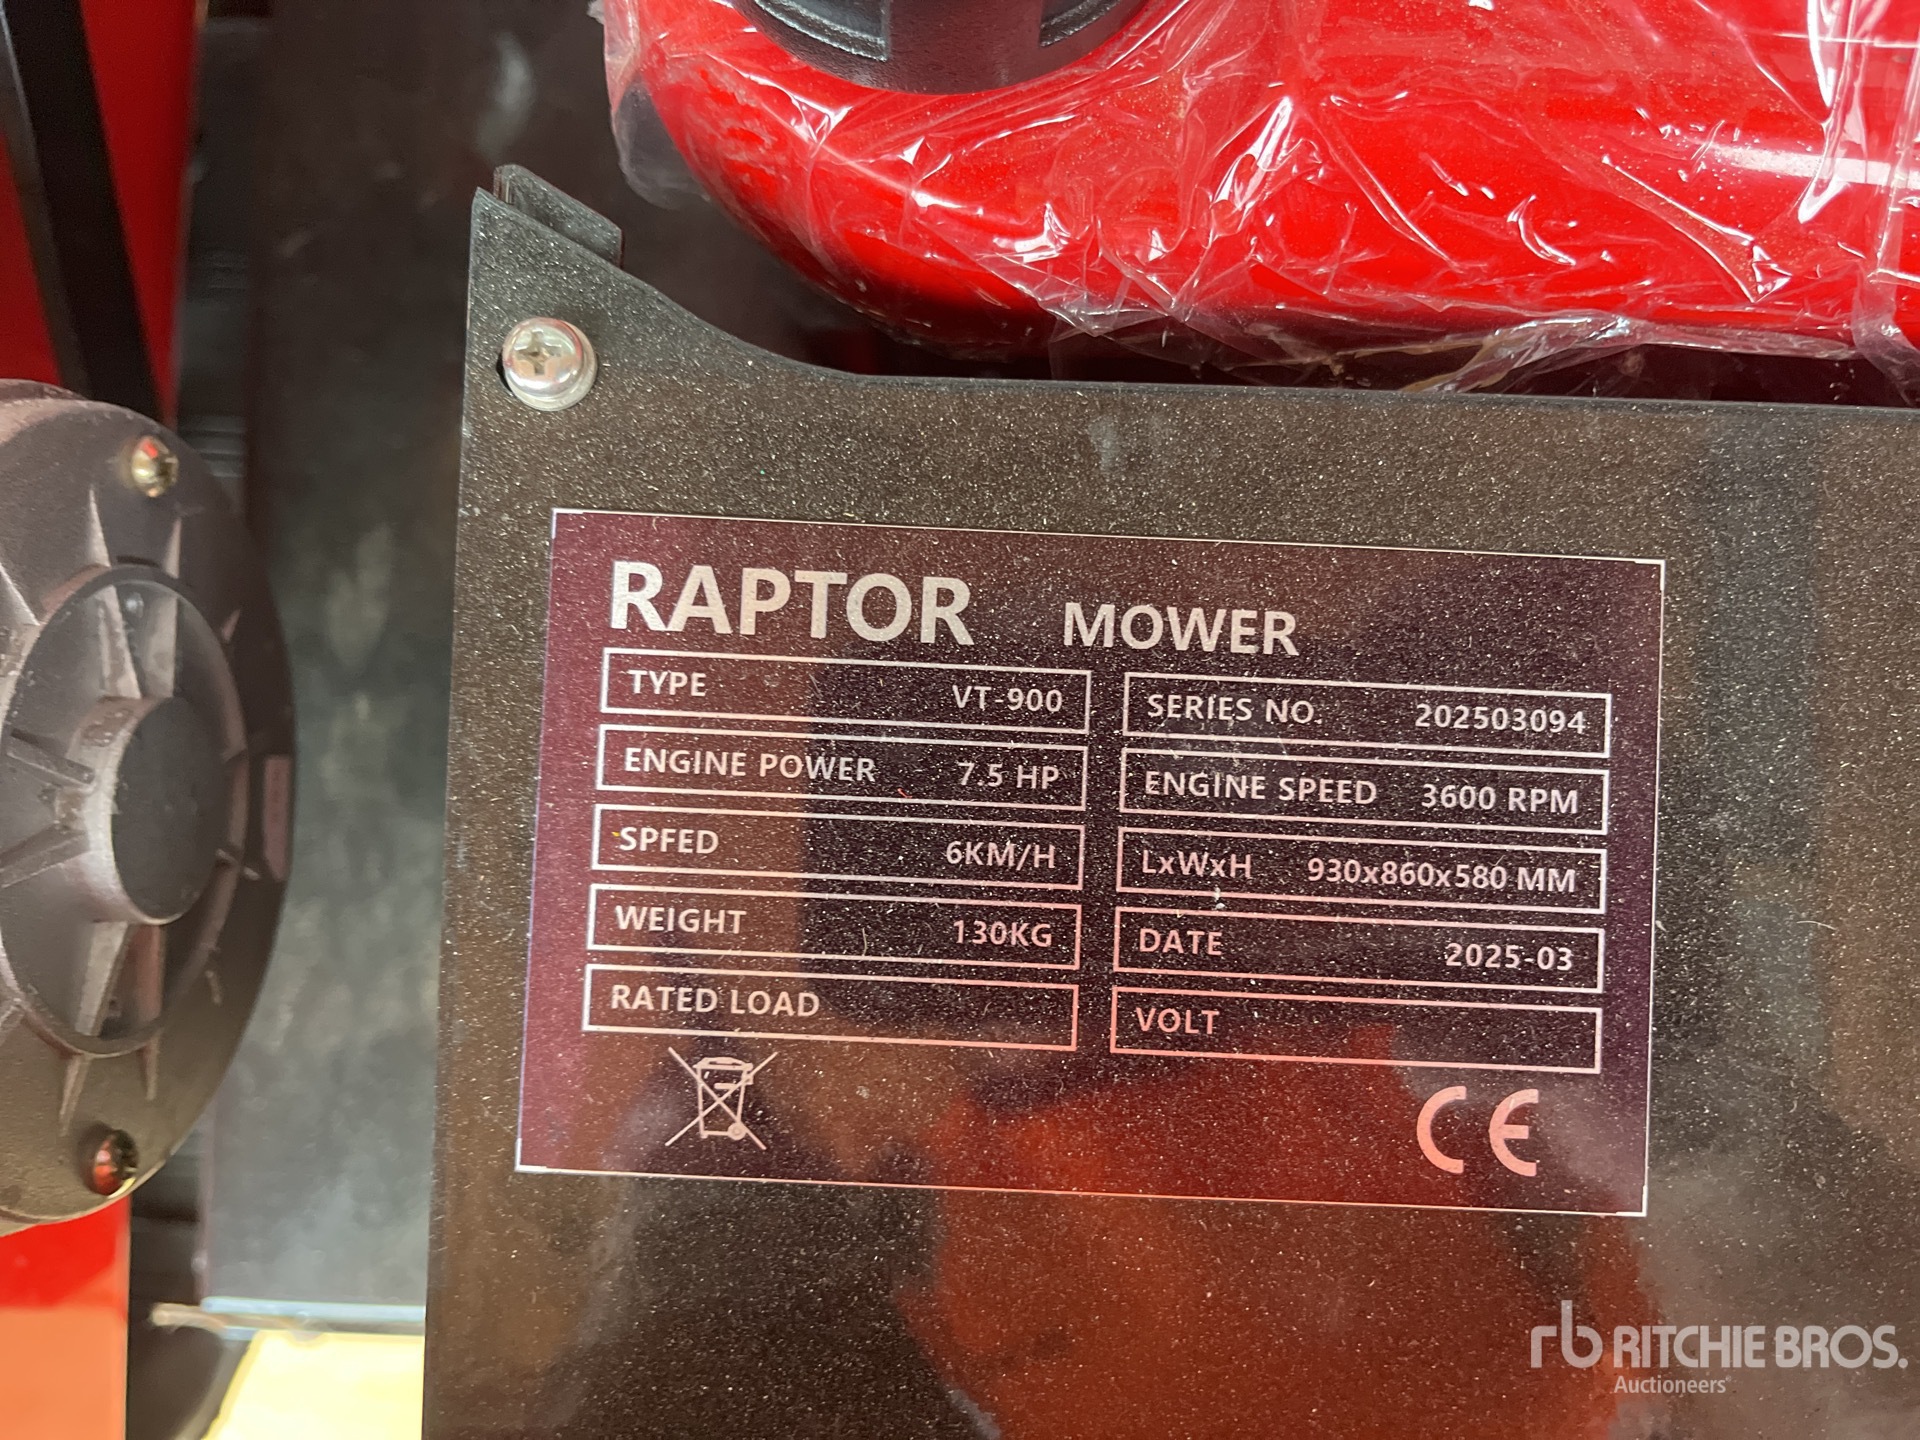 RAPTOR MOWER
TYPE VT-900 SERIES NO. 202503094
ENGINE POWER 7.5 HP ENGINE SPEED 3600 RPM
SPFED 6KM/H LxWxH 930x860x580 MM
WEIGHT 130KG DATE 2025-03
RATED LOAD VOLT
CE
rb RITCHIE BROS.
Auctioneers